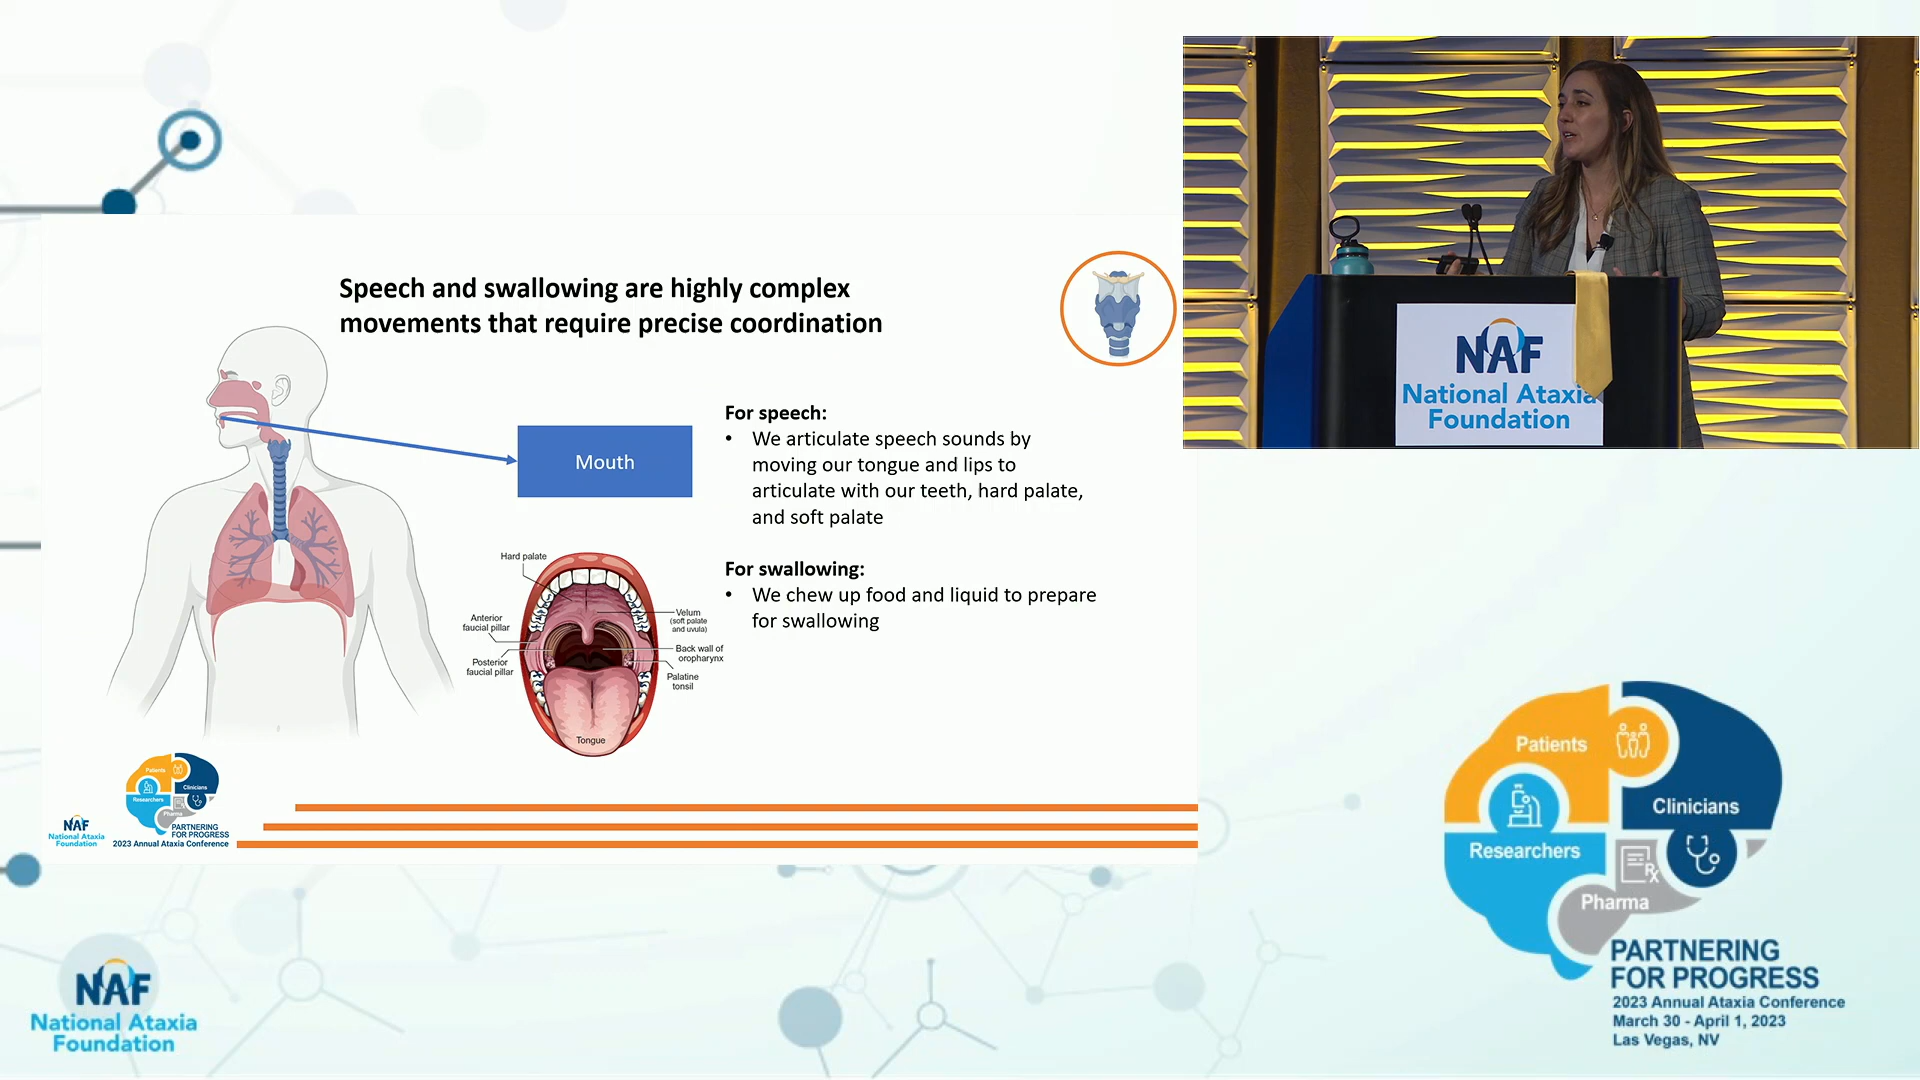 Speech and swallowing are highly complex
movements that require precise coordination
Mouth
For speech:
• We articulate speech sounds by
moving our tongue and lips to
articulate with our teeth, hard palate,
and soft palate
For swallowing:
• We chew up food and liquid to prepare
for swallowing
Hard palate
Anterior
faucial pillar
Posterior
faucial pillar
Velum
(soft palate
and uvula)
Back wall of
oropharynx
Palatine
tonsil
Tongue
NAF
National Ataxia
Foundation
Patients
Clinicians
Researchers
Pharma
PARTNERING
FOR PROGRESS
2023 Annual Ataxia Conference
NAF
National Ataxia
Foundation
Patients
Clinicians
Researchers
Rx
Pharma
PARTNERING
FOR PROGRESS
2023 Annual Ataxia Conference
March 30 - April 1, 2023
Las Vegas, NV
NAF
National Ataxia
Foundation